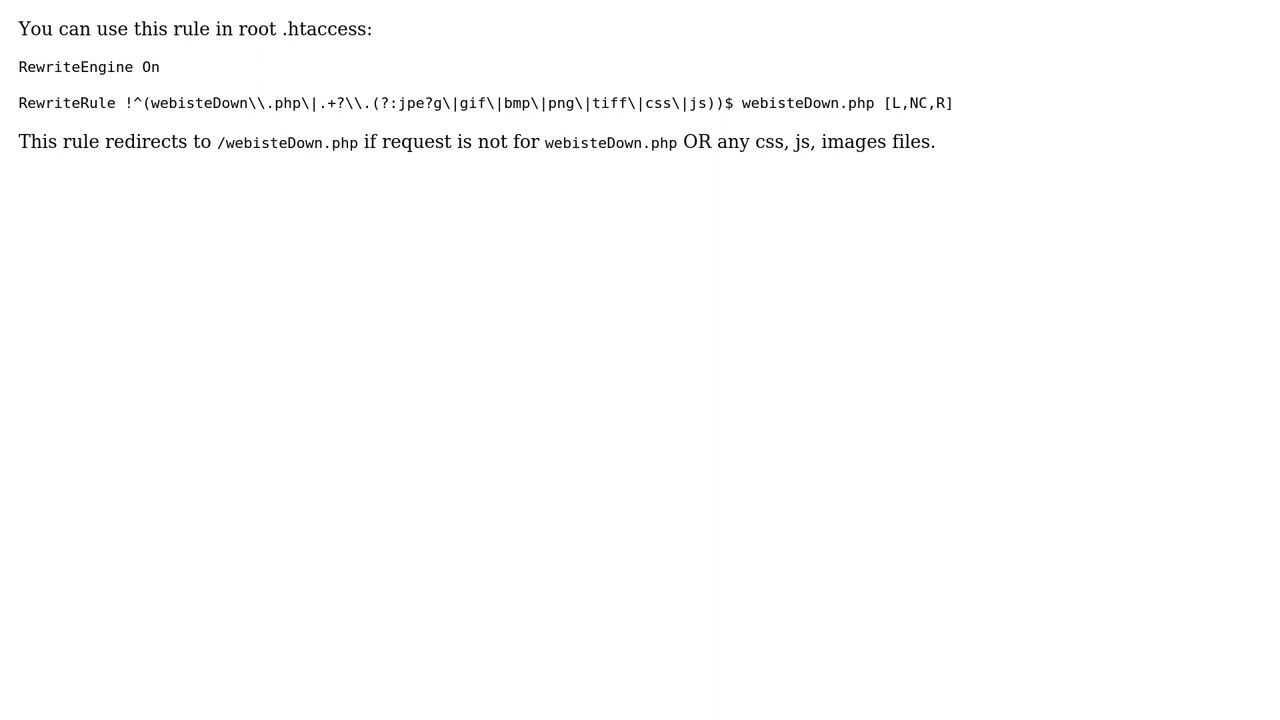 You can use this rule in root .htaccess:
RewriteEngine On
RewriteRule !^(webisteDown\\.php\|.+?\\.(?:jpe?g\|gif\|bmp\|png\|tiff\|css\|js))$ webisteDown.php [L,NC,R]
This rule redirects to /webisteDown.php if request is not for webisteDown.php OR any css, js, images files.